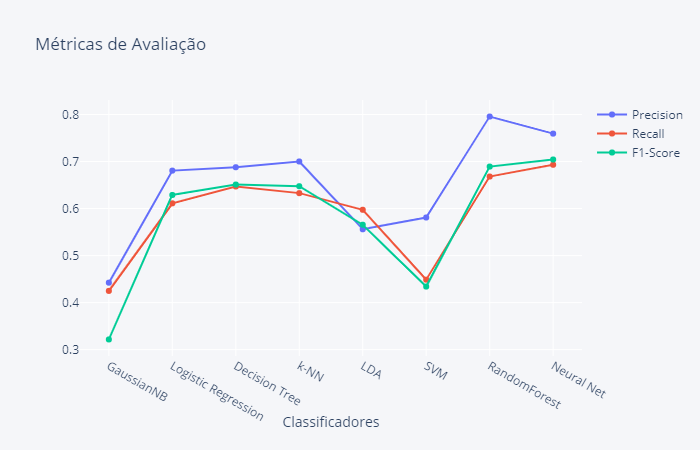 Métricas de Avaliação
0.8
0.7
0.6
0.5
0.4
0.3
Precision
Recall
F1-Score
GaussianNB
Logistic Regression
Decision Tree
k-NN
LDA
SVM
RandomForest
Neural Net
Classificadores